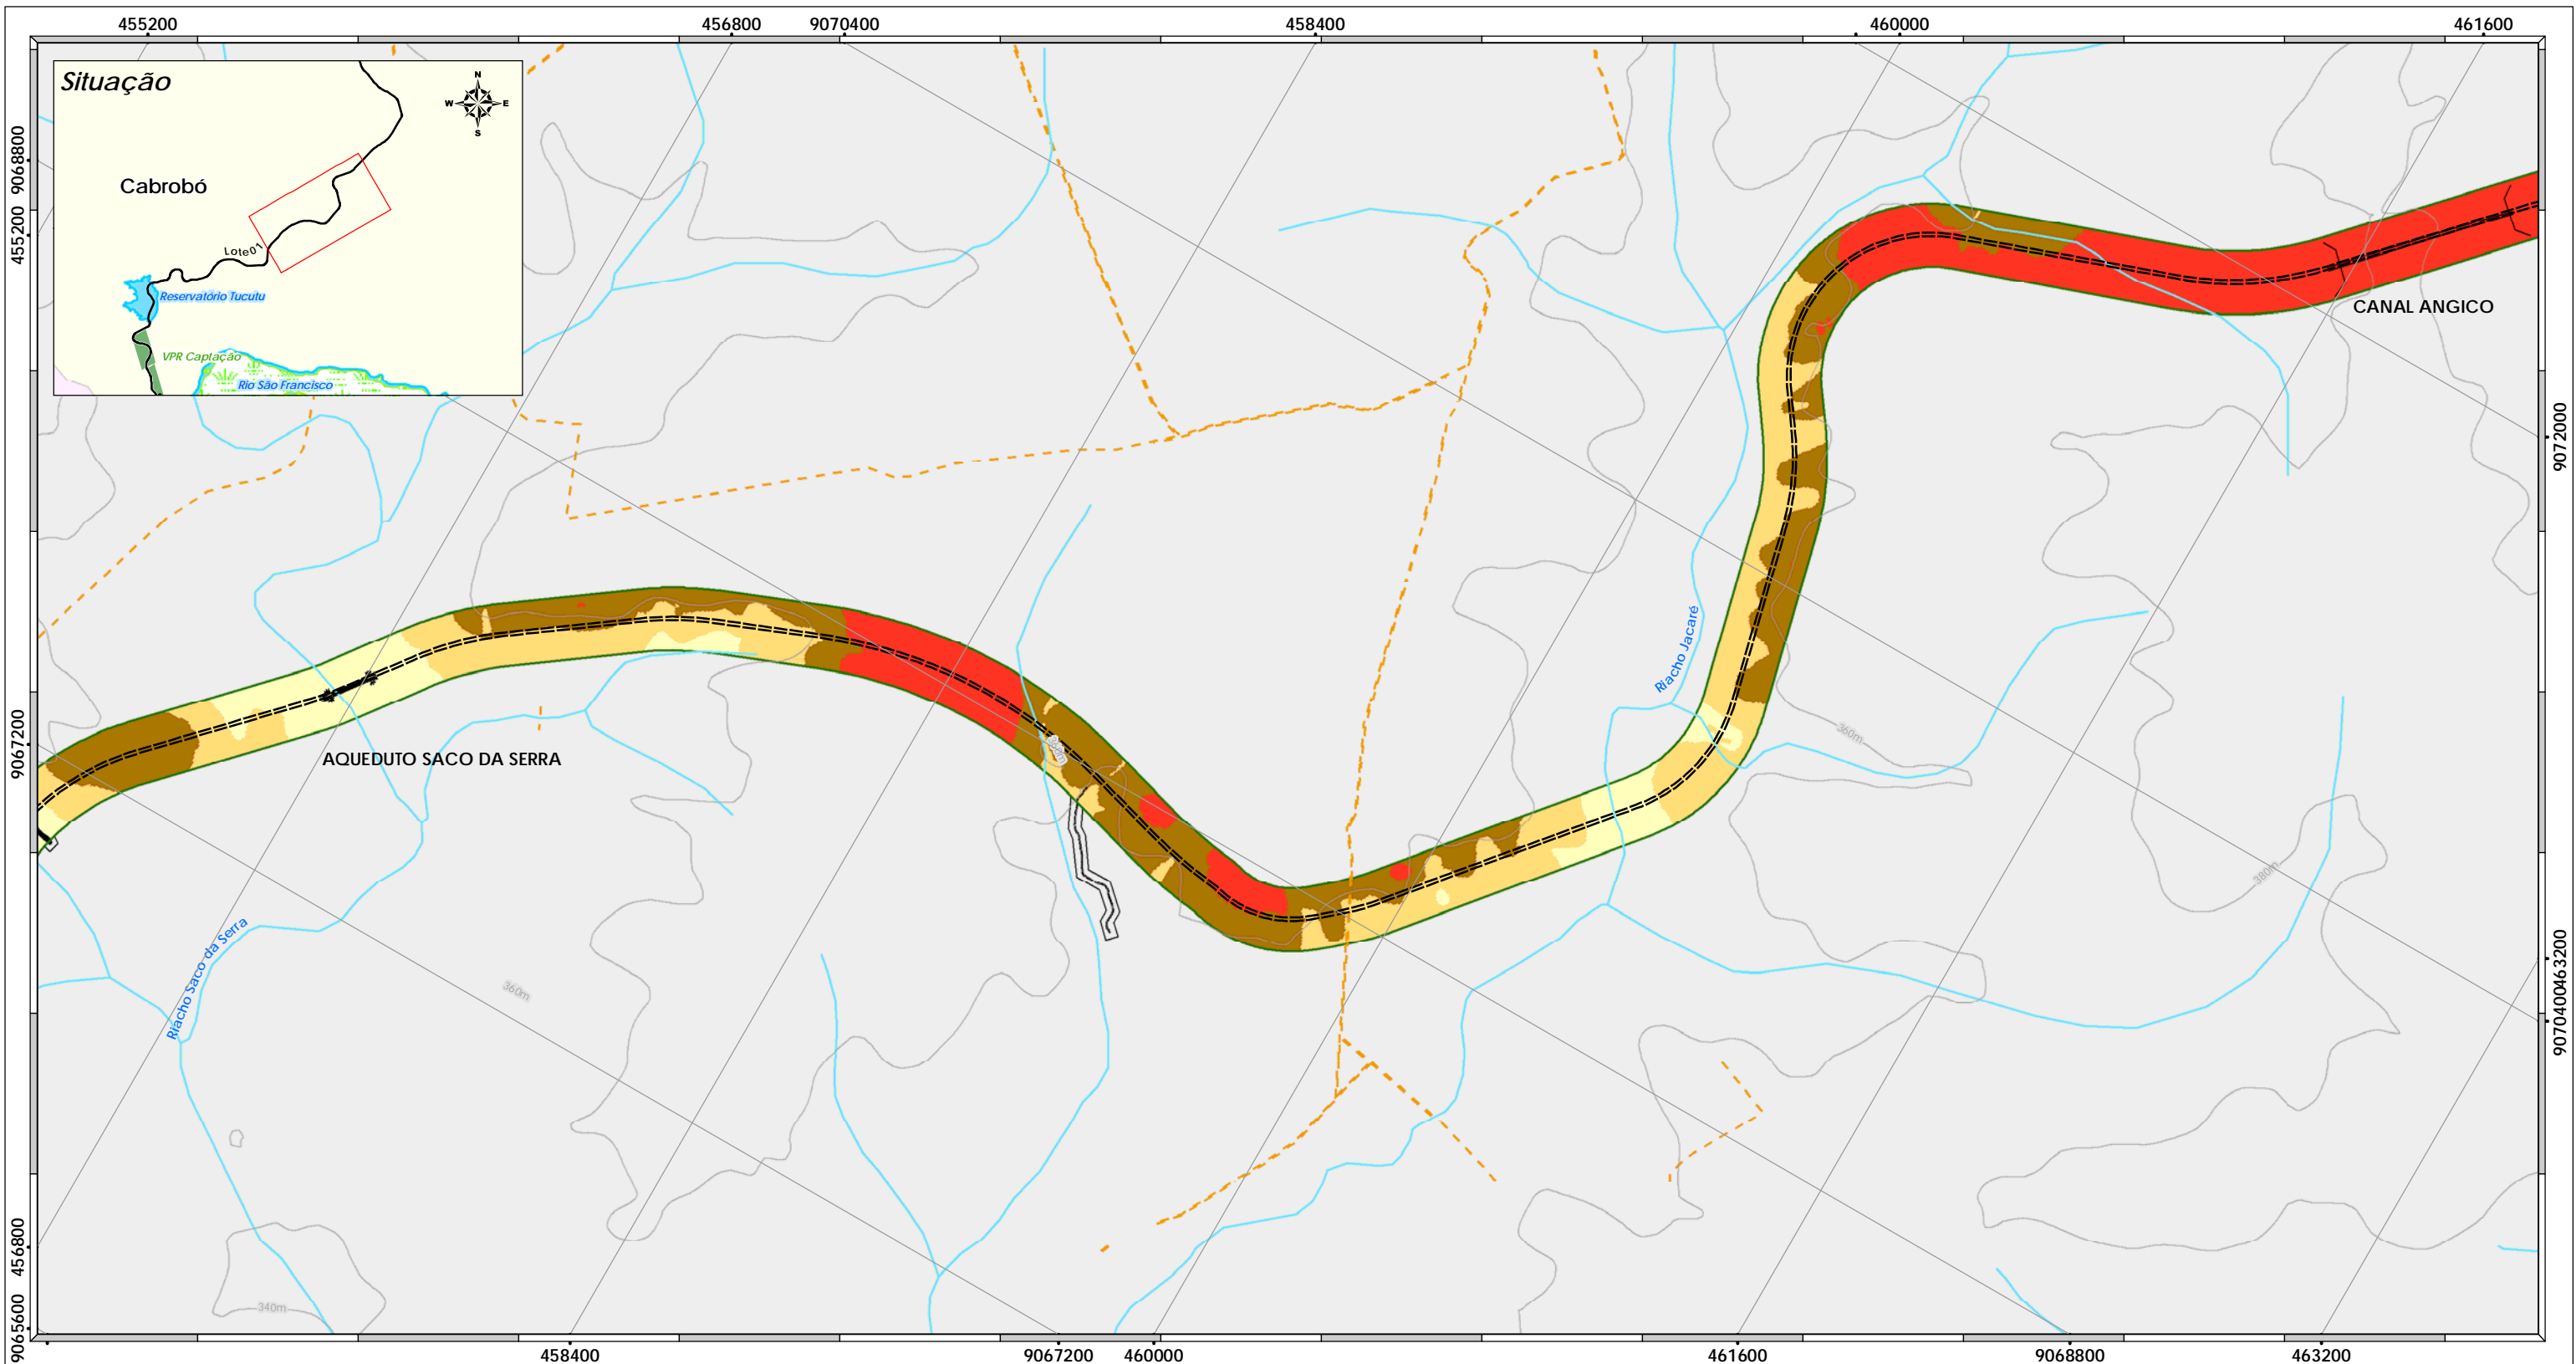 455200
456800
9070400
458400
460000
461600
Situação
N
W
E
S
Cabrobó
Lote01
Reservatório Tucutu
VPR Captação
Rio São Francisco
9068800
455200
9067200
456800
9065600
CANAL ANGICO
9072000
Riacho Jacaré
AQUEDUTO SACO DA SERRA
360m
380m
Riacho Saco da Serra
360m
340m
463200
9070400
458400
9067200
460000
461600
9068800
463200